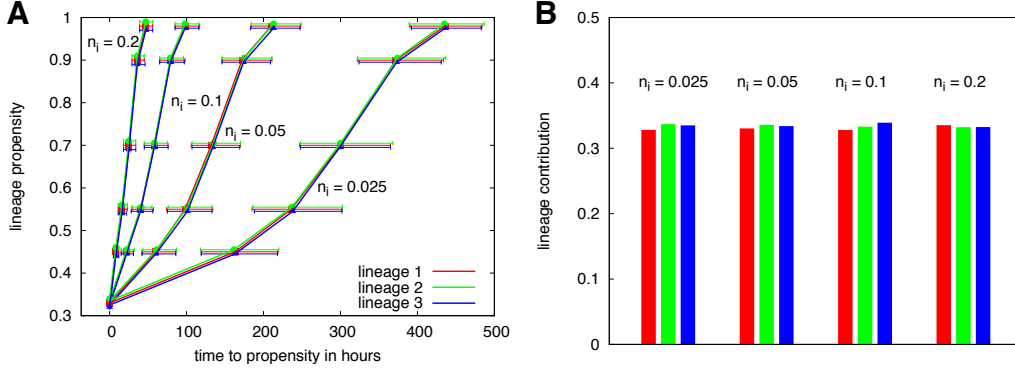 A
lineage propensity
1
0.9
0.8
0.7
0.6
0.5
0.4
0.3
n_i = 0.2
n_i = 0.1
n_i = 0.05
n_i = 0.025
lineage 1
lineage 2
lineage 3
0 100 200 300 400 500
time to propensity in hours
B
lineage contribution
0.5
0.4
0.3
0.2
0.1
0
n_i = 0.025 n_i = 0.05 n_i = 0.1 n_i = 0.2